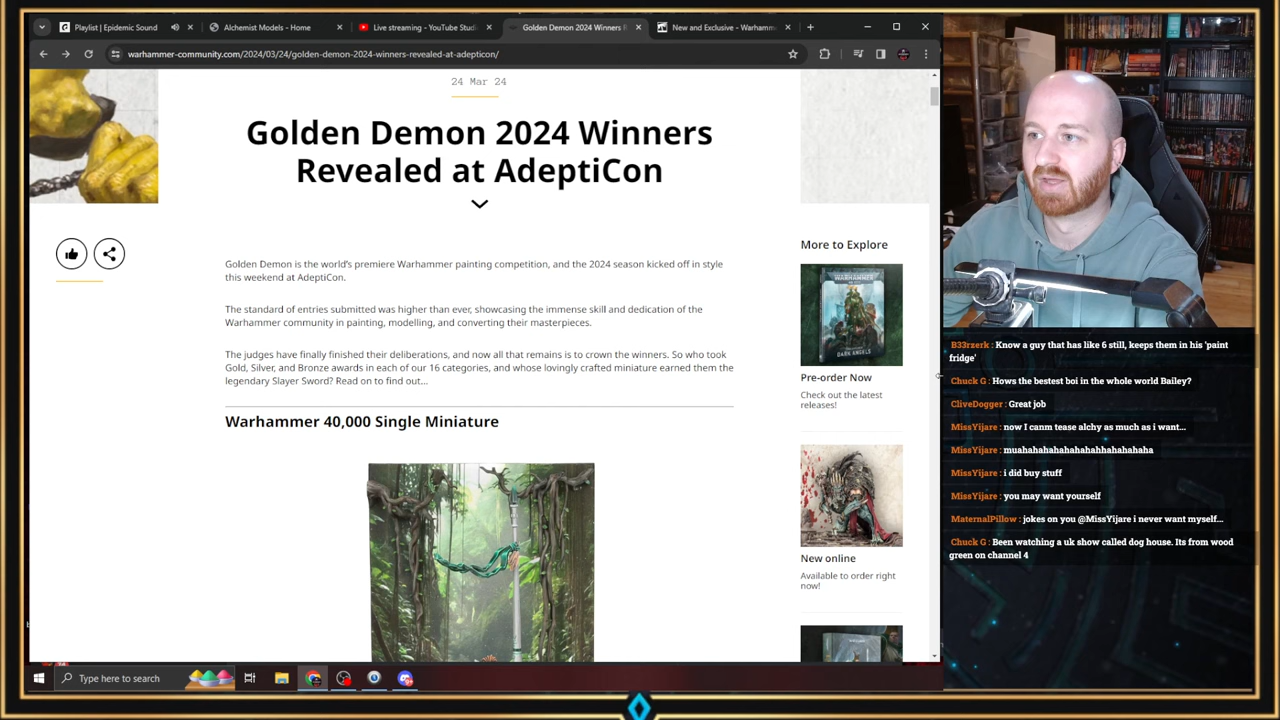 Playlist | Epidemic Sound
Alchemist Models - Home
Live streaming - YouTube Studi
Golden Demon 2024 Winners R
New and Exclusive - Warhamm
warhammer-community.com/2024/03/24/golden-demon-2024-winners-revealed-at-adepticon/
24 Mar 24
Golden Demon 2024 Winners
Revealed at AdeptiCon
Golden Demon is the world's premiere Warhammer painting competition, and the 2024 season kicked off in style
this weekend at AdeptiCon.
The standard of entries submitted was higher than ever, showcasing the immense skill and dedication of the
Warhammer community in painting, modelling, and converting their masterpieces.
The judges have finally finished their deliberations, and now all that remains is to crown the winners. So who took
Gold, Silver, and Bronze awards in each of our 16 categories, and whose lovingly crafted miniature earned them the
legendary Slayer Sword? Read on to find out...
Warhammer 40,000 Single Miniature
More to Explore
WARHAMMER
DARK ANGELS
Pre-order Now
Check out the latest
releases!
New online
Available to order right
now!
B33rzerk : Know a guy that has like 6 still, keeps them in his 'paint
fridge'
Chuck G : Hows the bestest boi in the whole world Bailey?
CliveDogger : Great job
MissYijare : now I canm tease alchy as much as i want...
MissYijare : muahahahahahahahhahahahaha
MissYijare : i did buy stuff
MissYijare : you may want yourself
MaternalPillow : jokes on you @MissYijare i never want myself...
Chuck G : Been watching a uk show called dog house. Its from wood
green on channel 4
Type here to search